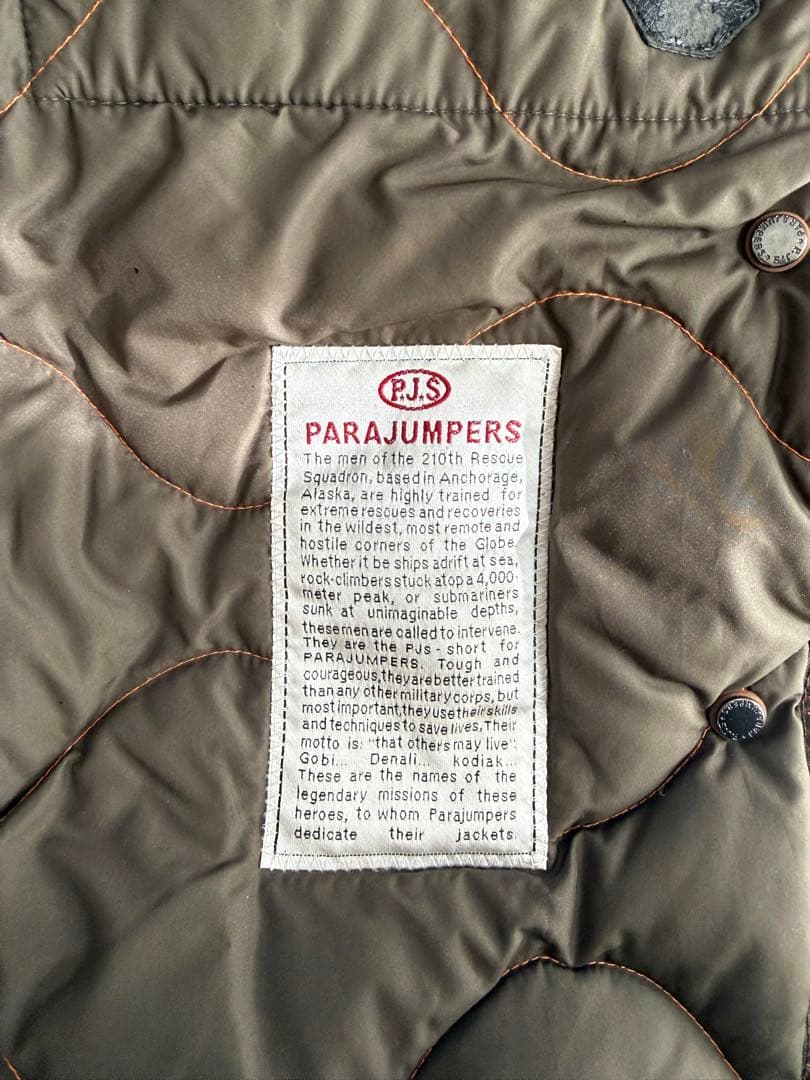 PARAJUMPERS P.J.S
P.J.S
PARAJUMPERS
The men of the 210th Rescue
Squadron, based in Anchorage,
Alaska, are highly trained for
extreme rescues and recoveries
in the wildest, most remote and
hostile corners of the Globe.
Whether it be ships adrift at sea,
rock-climbers stuck atop a 4,000-
meter peak, or submariners
sunk at unimaginable depths,
these men are called to intervene.
They are the PJs - short for
PARAJUMPERS. Tough and
courageous, they are better trained
than any other military corps, but
most important, they use their skills
and techniques to save lives. Their
motto is: "that others may live".
Gobi... Denali... kodiak...
These are the names of the
legendary missions of these
heroes, to whom Parajumpers
dedicate their jackets.